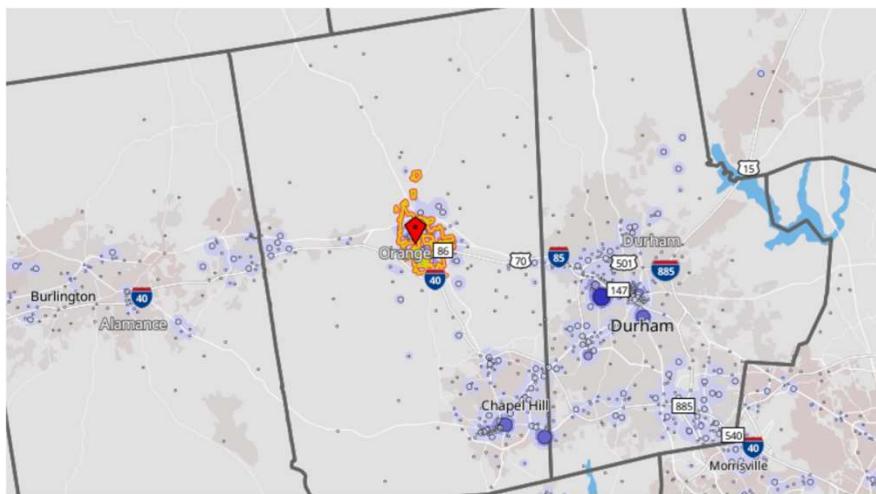 15
Durham
Orange
86
70
85
501
885
40
147
Burlington
40
Alamance
Durham
Chapel Hill
885
540
40
Morrisville